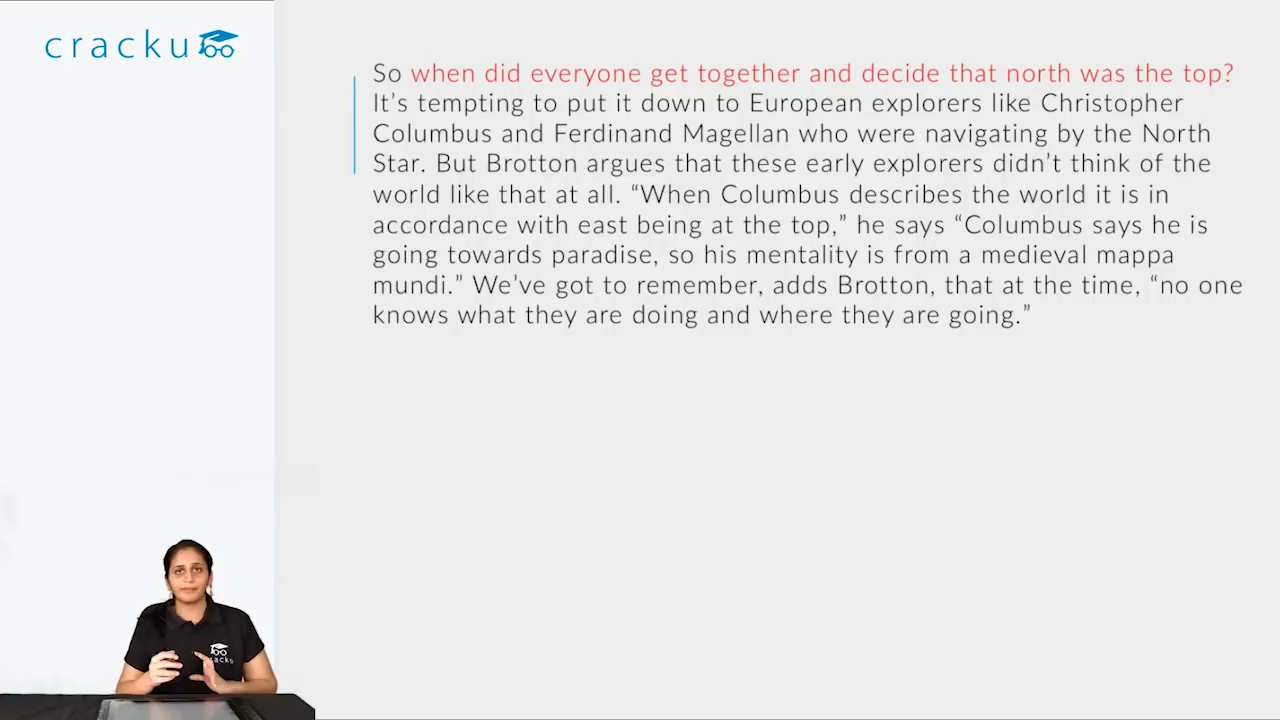 cracku
So when did everyone get together and decide that north was the top?
It’s tempting to put it down to European explorers like Christopher
Columbus and Ferdinand Magellan who were navigating by the North
Star. But Brotton argues that these early explorers didn’t think of the
world like that at all. “When Columbus describes the world it is in
accordance with east being at the top,” he says “Columbus says he is
going towards paradise, so his mentality is from a medieval mappa
mundi.” We’ve got to remember, adds Brotton, that at the time, “no one
knows what they are doing and where they are going.”
cracku